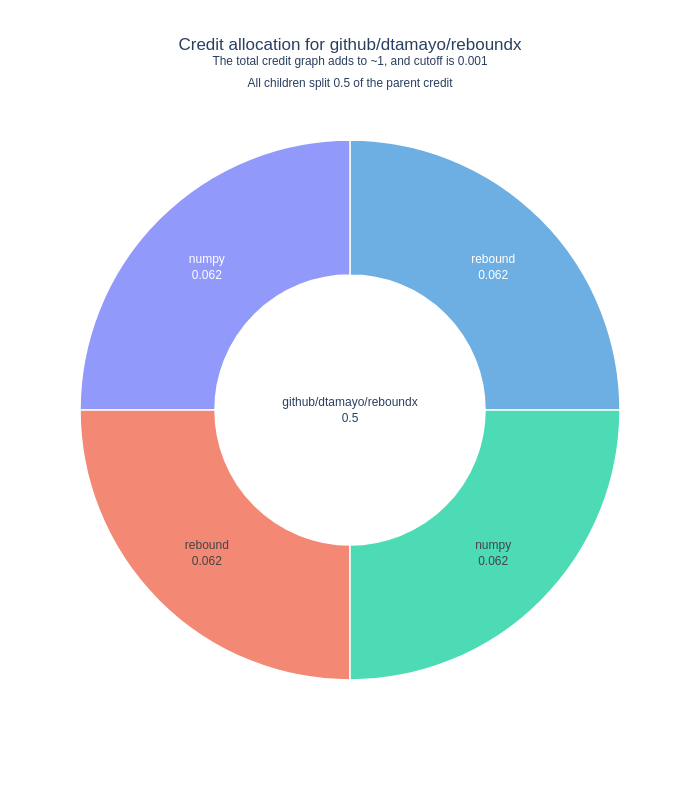 Credit allocation for github/dtamayo/reboundx
The total credit graph adds to ~1, and cutoff is 0.001
All children split 0.5 of the parent credit
numpy
0.062
rebound
0.062
github/dtamayo/reboundx
0.5
rebound
0.062
numpy
0.062